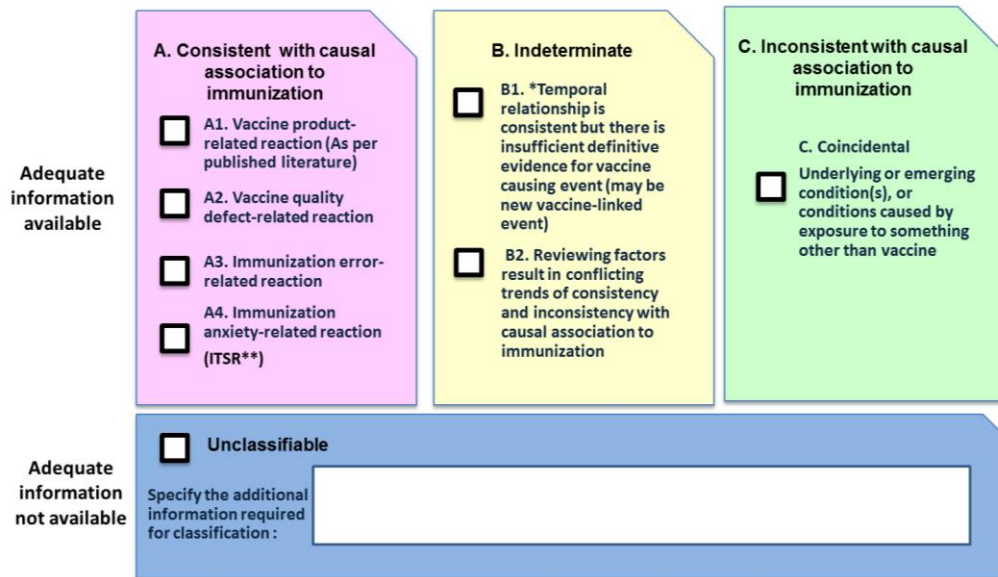 A. Consistent with causal
association to
immunization
A1. Vaccine product-
related reaction (As per
published literature)
A2. Vaccine quality
defect-related reaction
A3. Immunization error-
related reaction
A4. Immunization
anxiety-related reaction
(ITSR**)
B. Indeterminate
B1. *Temporal
relationship is
consistent but there is
insufficient definitive
evidence for vaccine
causing event (may be
new vaccine-linked
event)
B2. Reviewing factors
result in conflicting
trends of consistency
and inconsistency with
causal association to
immunization
C. Inconsistent with causal
association to
immunization
C. Coincidental
Underlying or emerging
condition(s), or
conditions caused by
exposure to something
other than vaccine
Adequate
information
available
Adequate
information
not available
Unclassifiable
Specify the additional
information required
for classification :